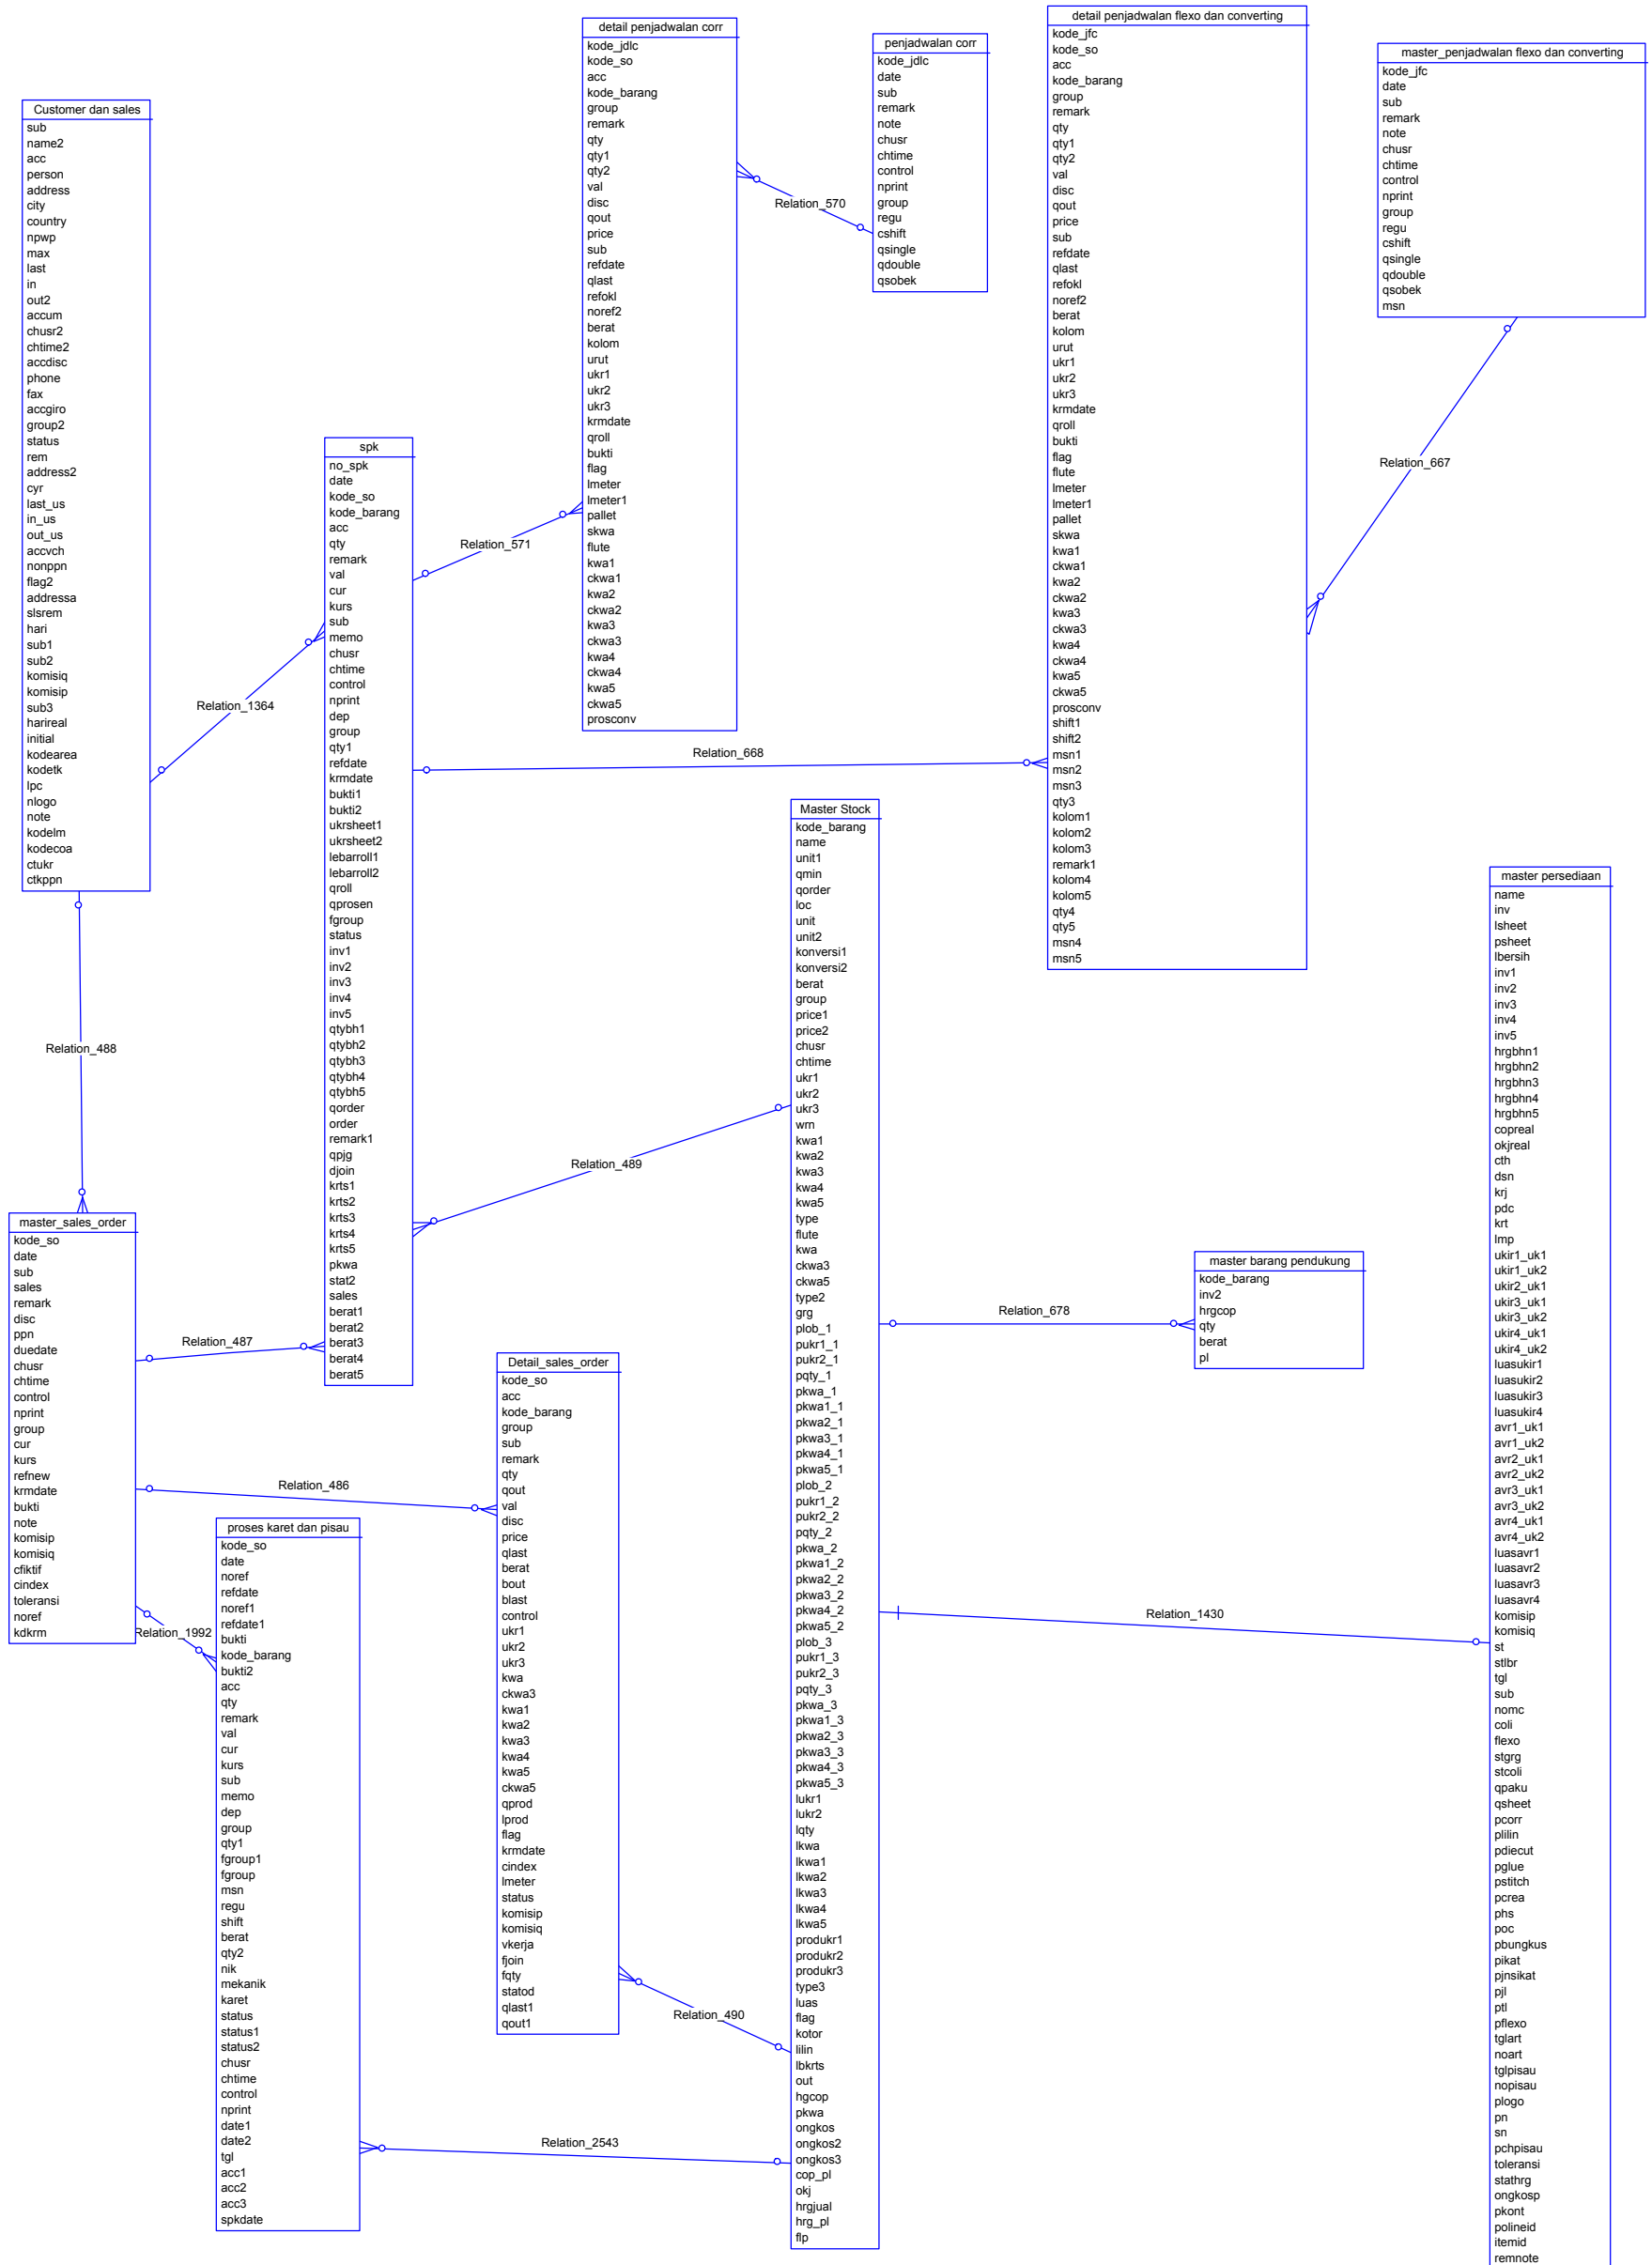 Customer dan sales
sub
name2
acc
person
address
city
country
npwp
max
last
in
out2
accum
chusr2
chtime2
accdisc
phone
fax
accgiro
group2
status
rem
address2
cyr
last_us
in_us
out_us
accvch
nonppn
flag2
addressa
slsrem
hari
sub1
sub2
komisiq
komisip
sub3
harireal
initial
kodearea
kodetk
lpc
nlogo
note
kodelm
kodecoa
ctukr
ctkppn
Relation_488
master_sales_order
kode_so
date
sub
sales
remark
disc
ppn
duedate
chusr
chtime
control
nprint
group
cur
kurs
refnew
krmdate
bukti
note
komisip
komisiq
cfiktif
cindex
toleransi
noref
kdkrm
Relation_1364
Relation_487
Relation_486
Relation_1992
proses karet dan pisau
kode_so
date
noref
refdate
noref1
refdate1
bukti
kode_barang
bukti2
acc
qty
remark
val
cur
kurs
sub
memo
dep
group
qty1
fgroup1
fgroup
msn
regu
shift
berat
qty2
nik
mekanik
karet
status
status1
status2
chusr
chtime
control
nprint
date1
date2
tgl
acc1
acc2
acc3
spkdate
spk
no_spk
date
kode_so
kode_barang
acc
qty
remark
val
cur
kurs
sub
memo
chusr
chtime
control
nprint
dep
group
qty1
refdate
krmdate
bukti1
bukti2
ukrsheet1
ukrsheet2
lebarroll1
lebarroll2
qroll
qprosen
fgroup
status
inv1
inv2
inv3
inv4
inv5
qtybh1
qtybh2
qtybh3
qtybh4
qtybh5
qorder
order
remark1
qpjg
djoin
krts1
krts2
krts3
krts4
krts5
pkwa
stat2
sales
berat1
berat2
berat3
berat4
berat5
Relation_571
Relation_668
Relation_489
Detail_sales_order
kode_so
acc
kode_barang
group
sub
remark
qty
qout
val
disc
price
qlast
berat
bout
blast
control
ukr1
ukr2
ukr3
kwa
ckwa3
kwa1
kwa2
kwa3
kwa4
kwa5
ckwa5
qprod
lprod
flag
krmdate
cindex
lmeter
status
komisip
komisiq
vkerja
fjoin
fqty
statod
qlast1
qout1
Relation_490
Relation_2543
detail penjadwalan corr
kode_jdlc
kode_so
acc
kode_barang
group
remark
qty
qty1
qty2
val
disc
qout
price
sub
refdate
qlast
refokl
noref2
berat
kolom
urut
ukr1
ukr2
ukr3
krmdate
qroll
bukti
flag
lmeter
lmeter1
pallet
skwa
flute
kwa1
ckwa1
kwa2
ckwa2
kwa3
ckwa3
kwa4
ckwa4
kwa5
ckwa5
prosconv
Relation_570
penjadwalan corr
kode_jdlc
date
sub
remark
note
chusr
chtime
control
nprint
group
regu
cshift
qsingle
qdouble
qsobek
Master Stock
kode_barang
name
unit1
qmin
qorder
loc
unit
unit2
konversi1
konversi2
berat
group
price1
price2
chusr
chtime
ukr1
ukr2
ukr3
wrn
kwa1
kwa2
kwa3
kwa4
kwa5
type
flute
kwa
ckwa3
ckwa5
type2
grg
plob_1
pukr1_1
pukr2_1
pqty_1
pkwa_1
pkwa1_1
pkwa2_1
pkwa3_1
pkwa4_1
pkwa5_1
plob_2
pukr1_2
pukr2_2
pqty_2
pkwa_2
pkwa1_2
pkwa2_2
pkwa3_2
pkwa4_2
pkwa5_2
plob_3
pukr1_3
pukr2_3
pqty_3
pkwa_3
pkwa1_3
pkwa2_3
pkwa3_3
pkwa4_3
pkwa5_3
lukr1
lukr2
lqty
lkwa
lkwa1
lkwa2
lkwa3
lkwa4
lkwa5
produkr1
produkr2
produkr3
type3
luas
flag
kotor
lilin
lbkrts
out
hgcop
pkwa
ongkos
ongkos2
ongkos3
cop_pl
okj
hrgjual
hrg_pl
flp
detail penjadwalan flexo dan converting
kode_jfc
kode_so
acc
kode_barang
group
remark
qty
qty1
qty2
val
disc
qout
price
sub
refdate
qlast
refokl
noref2
berat
kolom
urut
ukr1
ukr2
ukr3
krmdate
qroll
bukti
flag
flute
lmeter
lmeter1
pallet
skwa
kwa1
ckwa1
kwa2
ckwa2
kwa3
ckwa3
kwa4
ckwa4
kwa5
ckwa5
prosconv
shift1
shift2
msn1
msn2
msn3
qty3
kolom1
kolom2
kolom3
remark1
kolom4
kolom5
qty4
qty5
msn4
msn5
master_penjadwalan flexo dan converting
kode_jfc
date
sub
remark
note
chusr
chtime
control
nprint
group
regu
cshift
qsingle
qdouble
qsobek
msn
Relation_667
Relation_678
master barang pendukung
kode_barang
inv2
hrgcop
qty
berat
pl
Relation_1430
master persediaan
name
inv
lsheet
psheet
lbersih
inv1
inv2
inv3
inv4
inv5
hrgbhn1
hrgbhn2
hrgbhn3
hrgbhn4
hrgbhn5
copreal
okjreal
cth
dsn
krj
pdc
krt
lmp
ukir1_uk1
ukir1_uk2
ukir2_uk1
ukir3_uk1
ukir3_uk2
ukir4_uk1
ukir4_uk2
luasukir1
luasukir2
luasukir3
luasukir4
avr1_uk1
avr1_uk2
avr2_uk1
avr2_uk2
avr3_uk1
avr3_uk2
avr4_uk1
avr4_uk2
luasavr1
luasavr2
luasavr3
luasavr4
komisip
komisiq
st
stlbr
tgl
sub
nomc
coli
flexo
stgrg
stcoli
qpaku
qsheet
pcorr
plilin
pdiecut
pglue
pstitch
pcrea
phs
poc
pbungkus
pikat
pjnsikat
pjl
ptl
pflexo
tglart
noart
tglpisau
nopisau
plogo
pn
sn
pchpisau
toleransi
stathrg
ongkosp
pkont
polineid
itemid
remnote